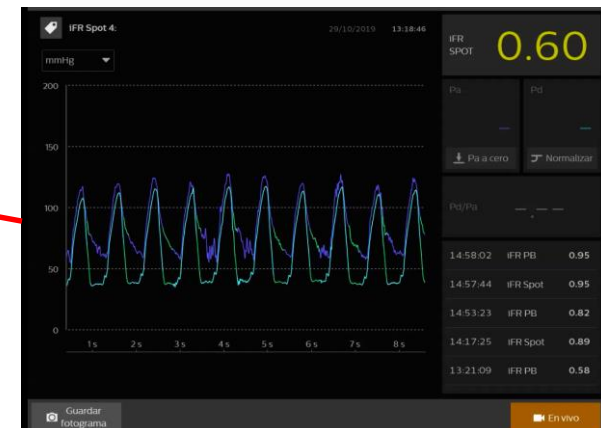 IFR Spot 4:
29/10/2019 13:18:46
mmHg
200
150
100
50
0
1 s 2 s 3 s 4 s 5 s 6 s 7 s 8 s
IFR
SPOT
0.60
Pa
Pd
Pa a cero
Normalizar
Pd/Pa
14:58:02 IFR PB 0.95
14:57:44 IFR Spot 0.95
14:53:23 IFR PB 0.82
14:17:25 IFR Spot 0.89
13:21:09 IFR PB 0.58
Guardar
fotograma
En vivo